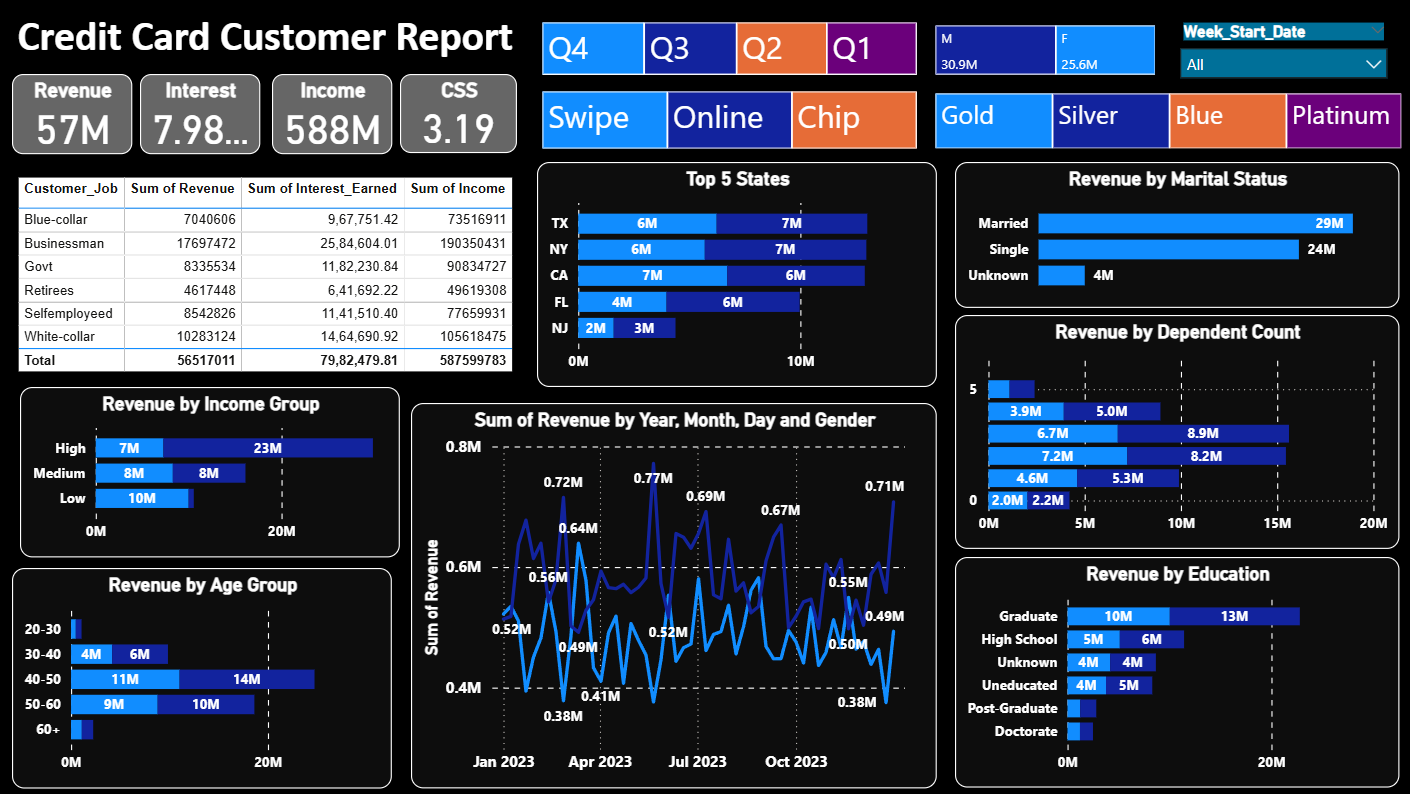 Credit Card Customer Report
Revenue
57M
Interest
7.98...
Income
588M
CSS
3.19
Q4 Q3 Q2 Q1
Swipe Online Chip
M
30.9M
F
25.6M
Week_Start_Date
All
Gold Silver Blue Platinum
Customer_Job Sum of Revenue Sum of Interest_Earned Sum of Income
Blue-collar 7040606 9,67,751.42 73516911
Businessman 17697472 25,84,604.01 190350431
Govt 8335534 11,82,230.84 90834727
Retirees 4617448 6,41,692.22 49619308
Selfemployeed 8542826 11,41,510.40 77659931
White-collar 10283124 14,64,690.92 105618475
Total 56517011 79,82,479.81 587599783
Top 5 States
TX 6M 7M
NY 6M 7M
CA 7M 6M
FL 4M 6M
NJ 2M 3M
0M 10M
Revenue by Marital Status
Married 29M
Single 24M
Unknown 4M
Revenue by Dependent Count
5
3.9M 5.0M
6.7M 8.9M
7.2M 8.2M
4.6M 5.3M
0 2.0M 2.2M
0M 5M 10M 15M 20M
Revenue by Income Group
High 7M 23M
Medium 8M 8M
Low 10M
0M 20M
Revenue by Age Group
20-30
30-40 4M 6M
40-50 11M 14M
50-60 9M 10M
60+
0M 20M
Sum of Revenue by Year, Month, Day and Gender
Sum of Revenue
0.8M
0.77M
0.72M
0.71M
0.69M
0.67M
0.64M
0.6M
0.56M
0.55M
0.52M
0.52M
0.49M
0.49M
0.50M
0.4M
0.41M
0.38M
0.38M
Jan 2023 Apr 2023 Jul 2023 Oct 2023
Revenue by Education
Graduate 10M 13M
High School 5M 6M
Unknown 4M 4M
Uneducated 4M 5M
Post-Graduate
Doctorate
0M 20M